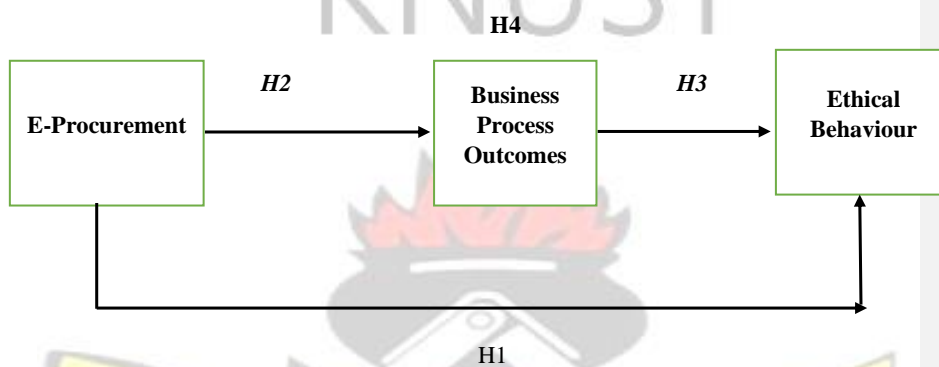 KNUST
H4
H2
H3
E-Procurement
Business
Process
Outcomes
Ethical
Behaviour
H1